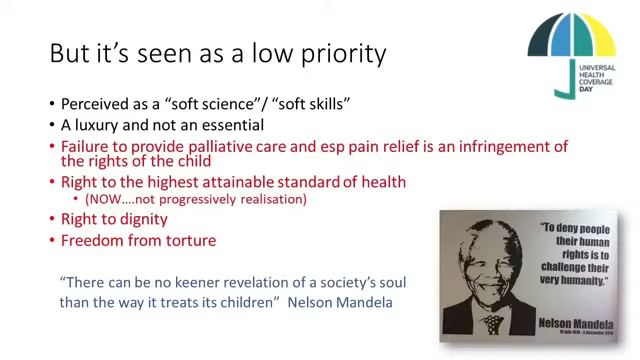 But it's seen as a low priority
UNIVERSAL
HEALTH
COVERAGE
DAY
• Perceived as a "soft science"/ "soft skills"
• A luxury and not an essential
• Failure to provide palliative care and esp pain relief is an infringement of
the rights of the child
• Right to the highest attainable standard of health
• (NOW….not progressively realisation)
• Right to dignity
• Freedom from torture
"There can be no keener revelation of a society's soul
than the way it treats its children" Nelson Mandela
"To deny people
their human
rights is to
challenge their
very humanity."
Nelson Mandela